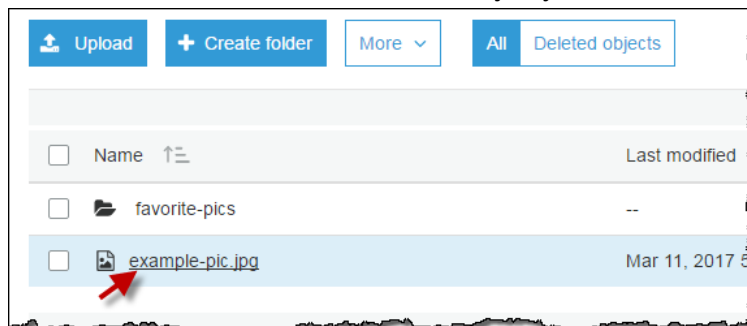 Upload Create folder More All Deleted objects
Name Last modified
favorite-pics --
example-pic.jpg Mar 11, 2017